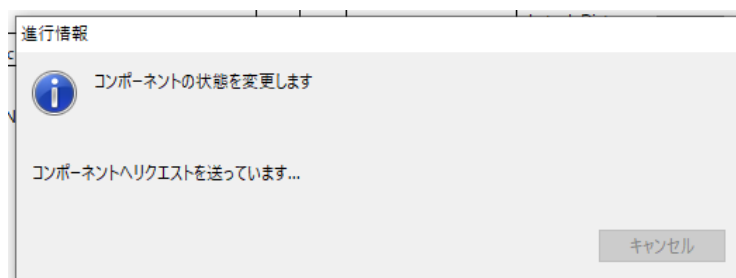 進行情報
コンポーネントの状態を変更します
コンポーネントへリクエストを送っています...
キャンセル